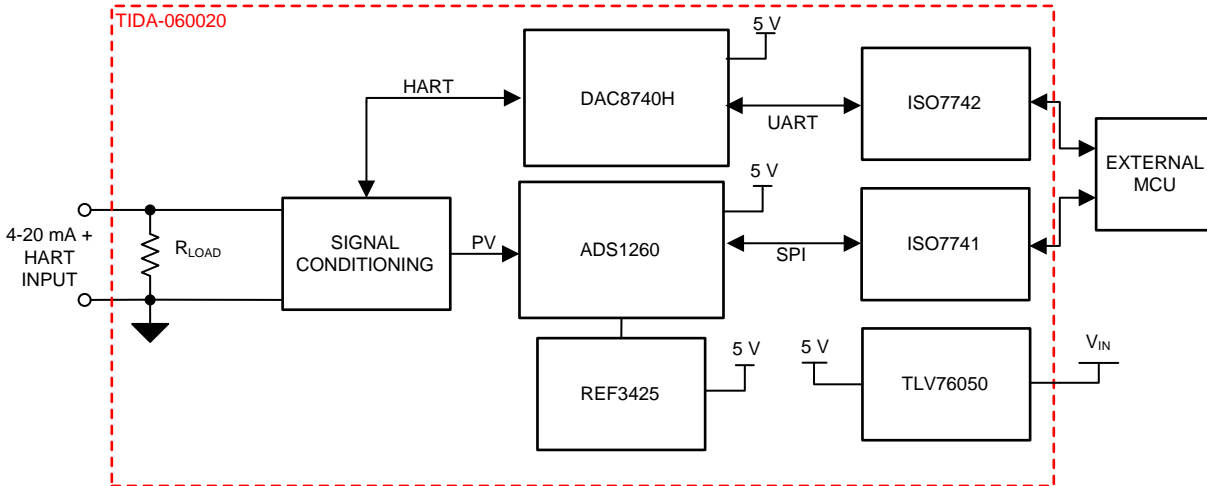 TIDA-060020
5 V
HART
DAC8740H
ISO7742
UART
EXTERNAL
MCU
5 V
4-20 mA +
HART
INPUT
RLOAD
SIGNAL
CONDITIONING
PV
ADS1260
SPI
ISO7741
5 V
REF3425
5 V
TLV76050
VIN